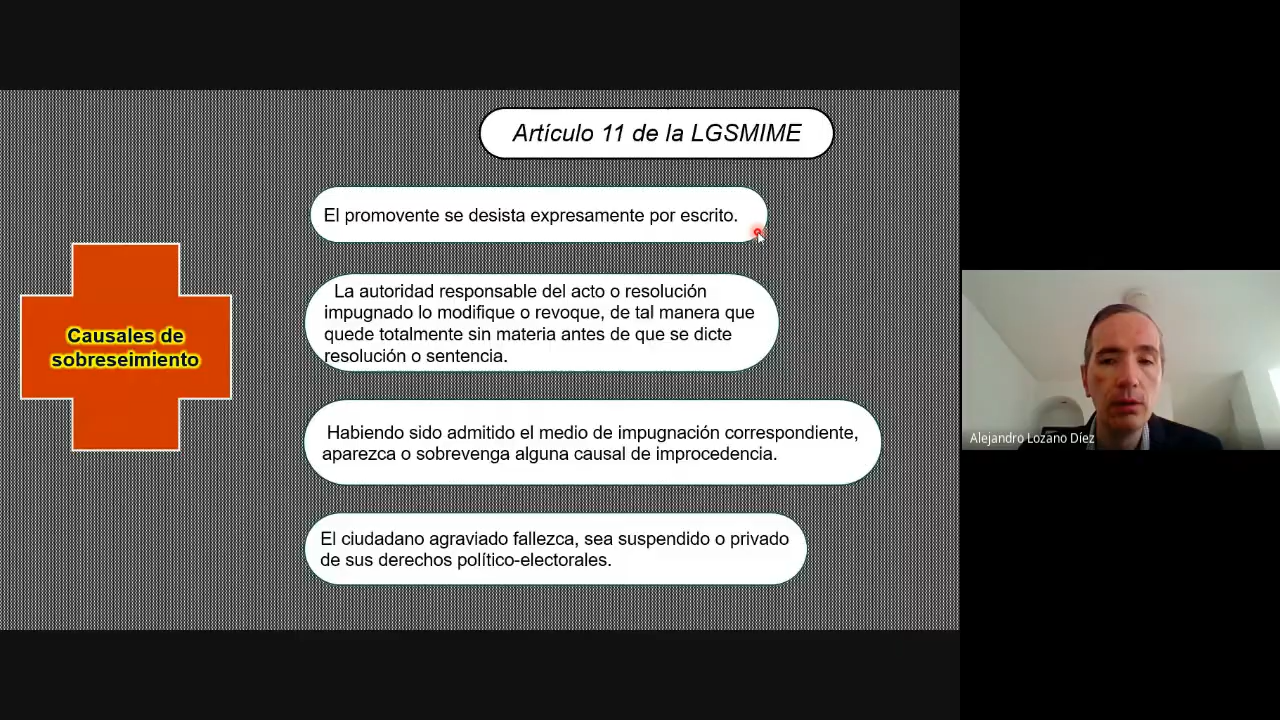 Artículo 11 de la LGSMIME
El promovente se desista expresamente por escrito.
Causales de
sobreseimiento
La autoridad responsable del acto o resolución
impugnado lo modifique o revoque, de tal manera que
quede totalmente sin materia antes de que se dicte
resolución o sentencia.
Habiendo sido admitido el medio de impugnación correspondiente,
aparezca o sobrevenga alguna causal de improcedencia.
El ciudadano agraviado fallezca, sea suspendido o privado
de sus derechos político-electorales.
Alejandro Lozano Díez